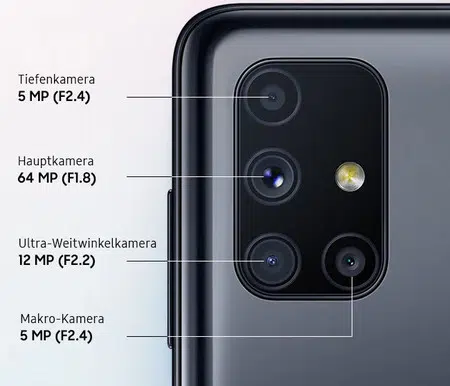 Tiefenkamera
5 MP (F2.4)
Hauptkamera
64 MP (F1.8)
Ultra-Weitwinkelkamera
12 MP (F2.2)
Makro-Kamera
5 MP (F2.4)